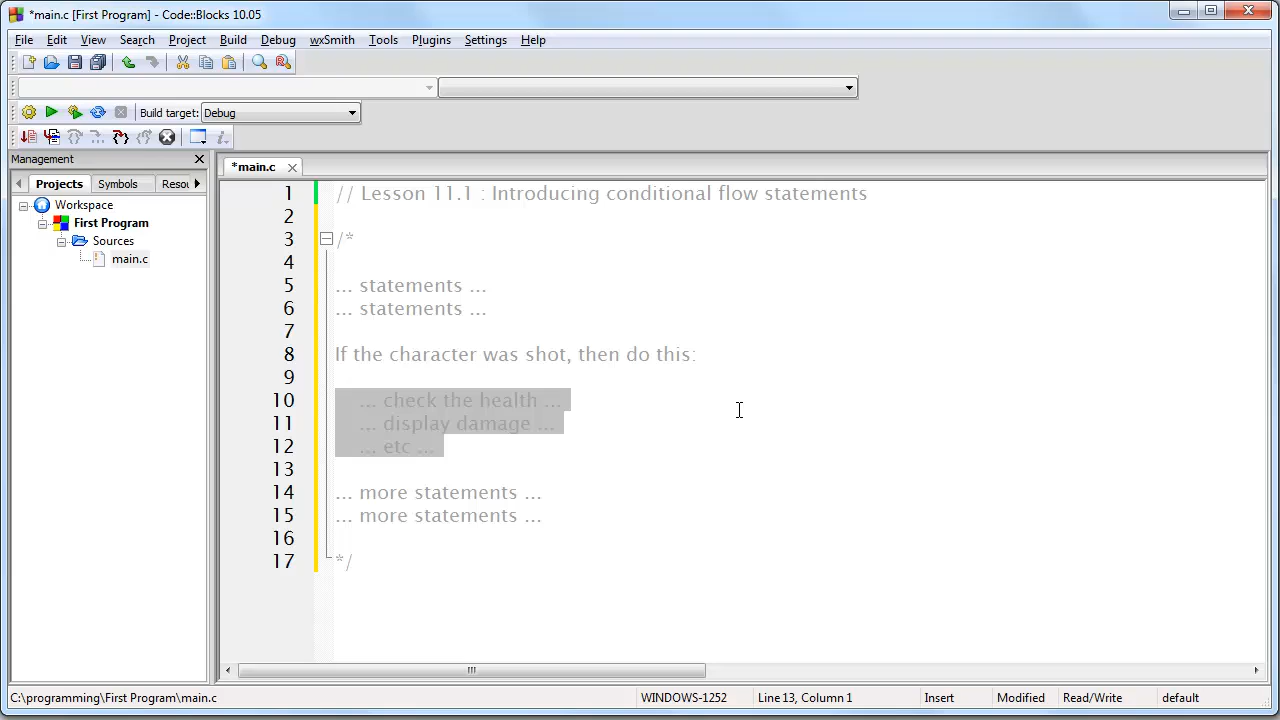 *main.c [First Program] - Code::Blocks 10.05
File Edit View Search Project Build Debug wxSmith Tools Plugins Settings Help
Build target: Debug
Management
*main.c
Projects Symbols Resou
Workspace
First Program
Sources
main.c
1 // Lesson 11.1 : Introducing conditional flow statements
2
3 /*
4
5 ... statements ...
6 ... statements ...
7
8 If the character was shot, then do this:
9
10 ... check the health ...
11 ... display damage ...
12 ... etc ...
13
14 ... more statements ...
15 ... more statements ...
16
17 */
C:\programming\First Program\main.c WINDOWS-1252 Line 13, Column 1 Insert Modified Read/Write default